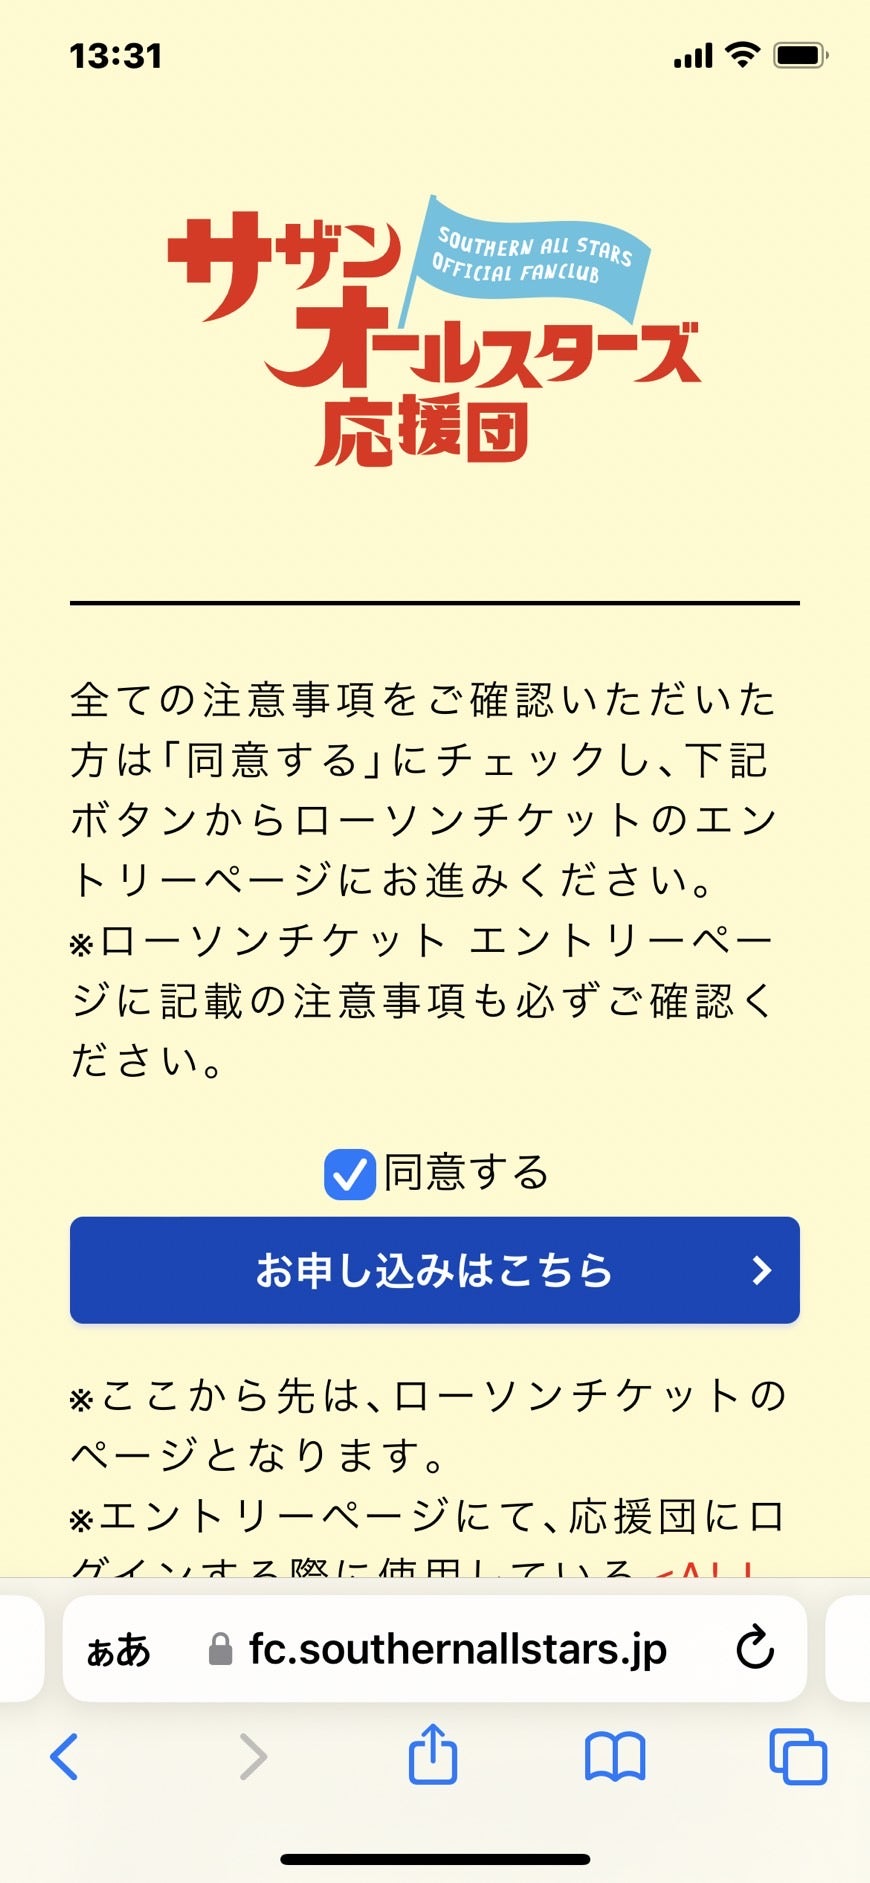 13:31
サザン
SOUTHERN ALL STARS
OFFICIAL FANCLUB
オールスターズ
応援団
全ての注意事項をご確認いただいた
方は「同意する」にチェックし、下記
ボタンからローソンチケットのエン
トリーページにお進みください。
※ローソンチケット エントリーペー
ジに記載の注意事項も必ずご確認く
ださい。
同意する
お申し込みはこちら
※ここから先は、ローソンチケットの
ページとなります。
※エントリーページにて、応援団にロ
グインする際に使用している <ALL
ぁあ fc.southernallstars.jp